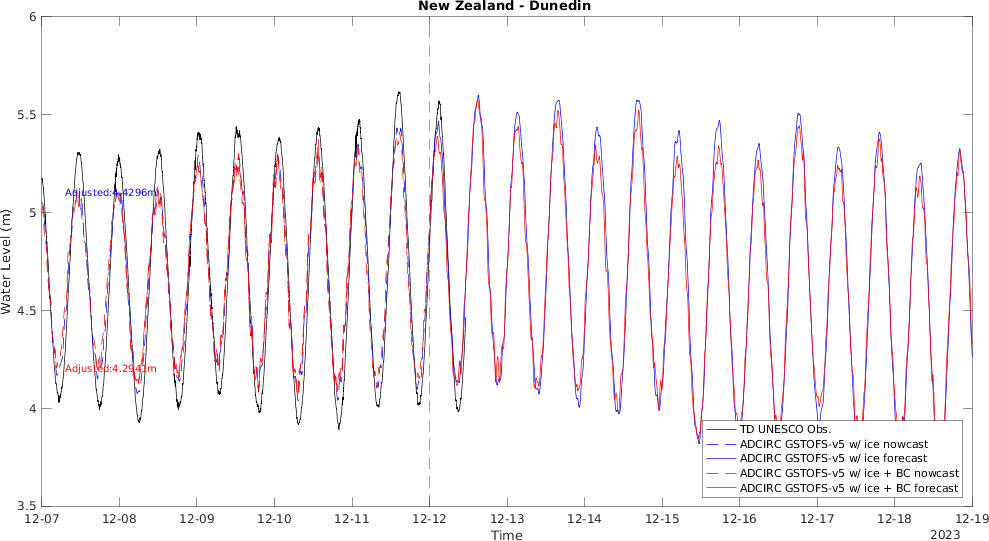 New Zealand - Dunedin
6
5.5
5
4.5
4
3.5
Water Level (m)
Adjusted:4.4296m
Adjusted:4.2941m
TD UNESCO Obs.
ADCIRC GSTOFS-v5 w/ ice nowcast
ADCIRC GSTOFS-v5 w/ ice forecast
ADCIRC GSTOFS-v5 w/ ice + BC nowcast
ADCIRC GSTOFS-v5 w/ ice + BC forecast
12-07 12-08 12-09 12-10 12-11 12-12 12-13 12-14 12-15 12-16 12-17 12-18 12-19
Time
2023